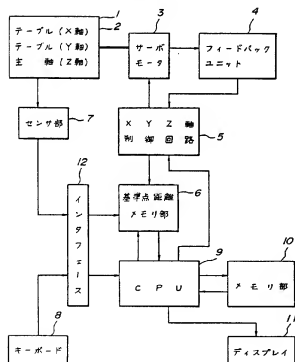 1
2
テーブル(X軸)
テーブル(Y軸)
主 軸(Z軸)
3
サーボ
モータ
4
フィードバック
ユニット
センサ部
7
X Y Z 軸
制御回路
5
12
インタフェース
基準点距離
メモリ部
6
9
C P U
10
メモリ部
8
キーボード
11
ディスプレイ